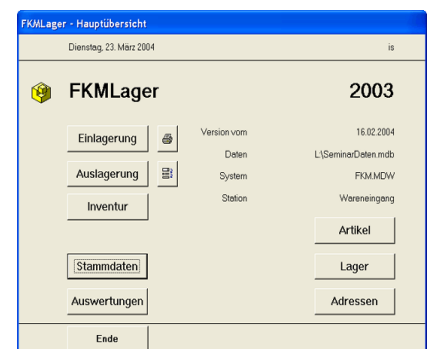 FKMLager - Hauptübersicht
Dienstag, 23. März 2004 is
FKMLager 2003
Einlagerung Version vom 16.02.2004
Daten L:\SeminarDaten.mdb
Auslagerung System FKM.MDW
Station Wareneingang
Inventur
Artikel
Stammdaten Lager
Auswertungen Adressen
Ende